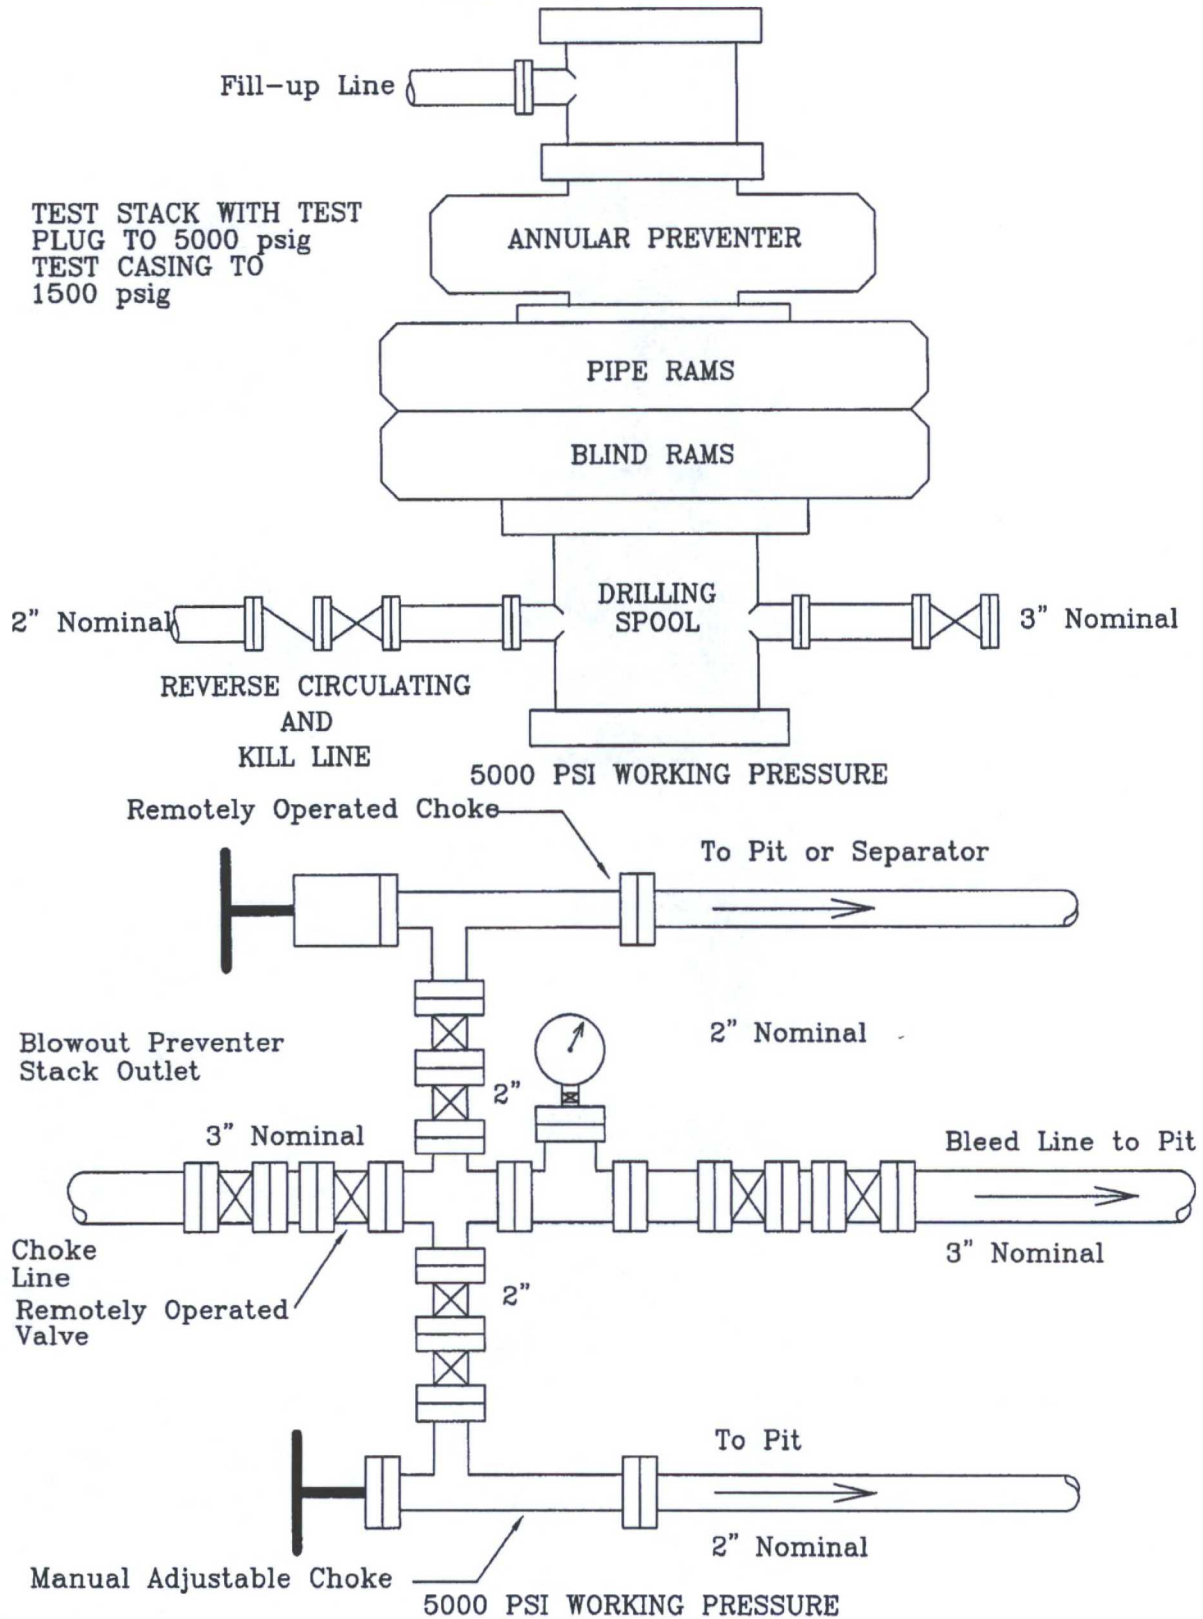 Fill-up Line
TEST STACK WITH TEST
PLUG TO 5000 psig
TEST CASING TO
1500 psig
ANNULAR PREVENTER
PIPE RAMS
BLIND RAMS
2" Nominal
DRILLING
SPOOL
3" Nominal
REVERSE CIRCULATING
AND
KILL LINE
5000 PSI WORKING PRESSURE
Remotely Operated Choke
To Pit or Separator
2" Nominal
Blowout Preventer
Stack Outlet
2"
3" Nominal
Bleed Line to Pit
Choke
Line
3" Nominal
Remotely Operated
Valve
2"
To Pit
2" Nominal
Manual Adjustable Choke
5000 PSI WORKING PRESSURE